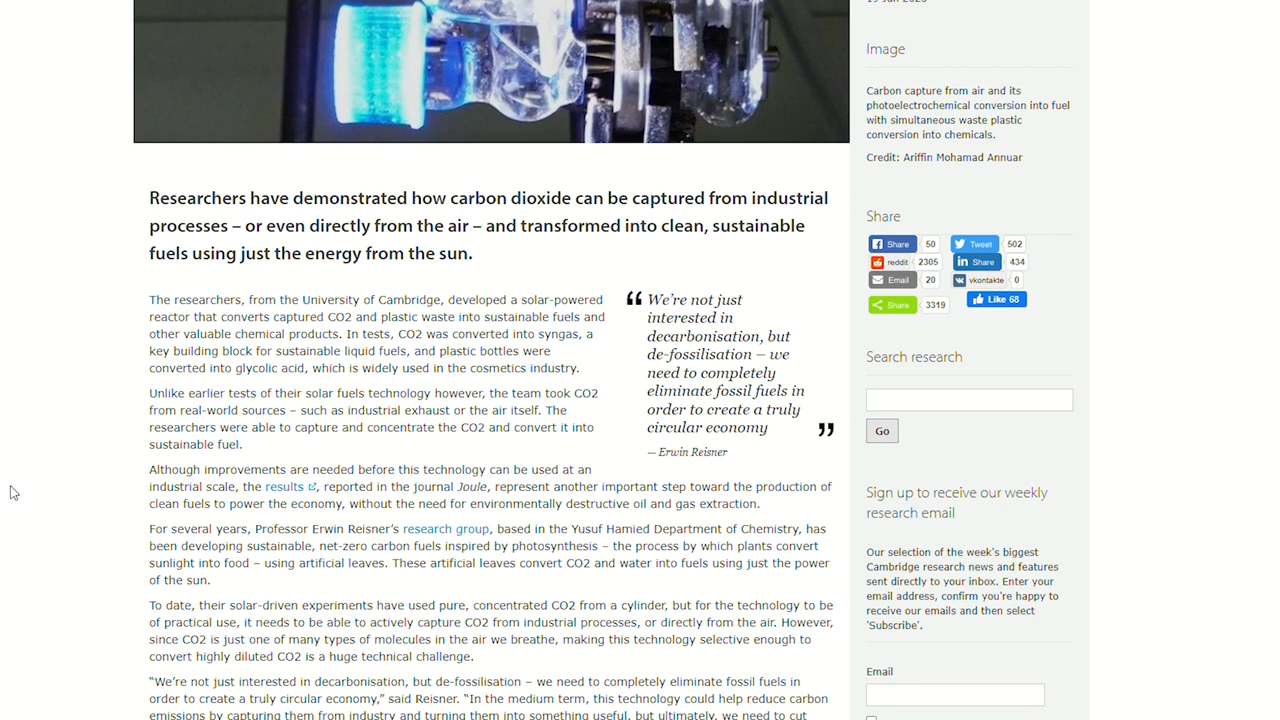 Researchers have demonstrated how carbon dioxide can be captured from industrial
processes – or even directly from the air – and transformed into clean, sustainable
fuels using just the energy from the sun.
The researchers, from the University of Cambridge, developed a solar-powered
reactor that converts captured CO2 and plastic waste into sustainable fuels and
other valuable chemical products. In tests, CO2 was converted into syngas, a
key building block for sustainable liquid fuels, and plastic bottles were
converted into glycolic acid, which is widely used in the cosmetics industry.
Unlike earlier tests of their solar fuels technology however, the team took CO2
from real-world sources – such as industrial exhaust or the air itself. The
researchers were able to capture and concentrate the CO2 and convert it into
sustainable fuel.
“ We’re not just
interested in
decarbonisation, but
de-fossilisation – we
need to completely
eliminate fossil fuels in
order to create a truly
circular economy ”
— Erwin Reisner
Although improvements are needed before this technology can be used at an
industrial scale, the results, reported in the journal Joule, represent another important step toward the production of
clean fuels to power the economy, without the need for environmentally destructive oil and gas extraction.
For several years, Professor Erwin Reisner’s research group, based in the Yusuf Hamied Department of Chemistry, has
been developing sustainable, net-zero carbon fuels inspired by photosynthesis – the process by which plants convert
sunlight into food – using artificial leaves. These artificial leaves convert CO2 and water into fuels using just the power
of the sun.
To date, their solar-driven experiments have used pure, concentrated CO2 from a cylinder, but for the technology to be
of practical use, it needs to be able to actively capture CO2 from industrial processes, or directly from the air. However,
since CO2 is just one of many types of molecules in the air we breathe, making this technology selective enough to
convert highly diluted CO2 is a huge technical challenge.
“We’re not just interested in decarbonisation, but de-fossilisation – we need to completely eliminate fossil fuels in
order to create a truly circular economy,” said Reisner. “In the medium term, this technology could help reduce carbon
emissions by capturing them from industry and turning them into something useful, but ultimately, we need to cut
Image
Carbon capture from air and its
photoelectrochemical conversion into fuel
with simultaneous waste plastic
conversion into chemicals.
Credit: Ariffin Mohamad Annuar
Share
Share 50 Tweet 502
reddit 2305 Share 434
Email 20 vkontakte 0
Share 3319 Like 68
Search research
Go
Sign up to receive our weekly
research email
Our selection of the week's biggest
Cambridge research news and features
sent directly to your inbox. Enter your
email address, confirm you're happy to
receive our emails and then select
'Subscribe'.
Email